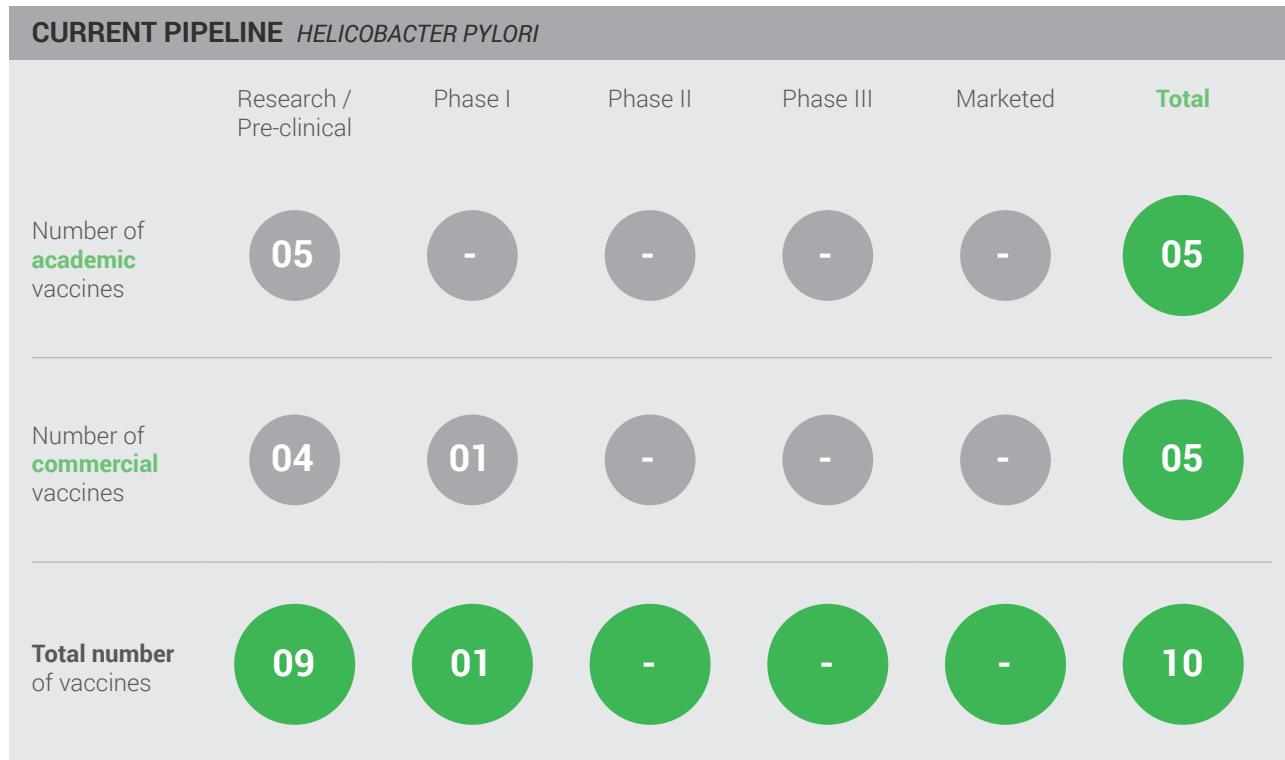 CURRENT PIPELINE HELICOBACTER PYLORI
Research /
Pre-clinical
Phase I
Phase II
Phase III
Marketed
Total
Number of
academic
vaccines
05
-
-
-
-
05
Number of
commercial
vaccines
04
01
-
-
-
05
Total number
of vaccines
09
01
-
-
-
10